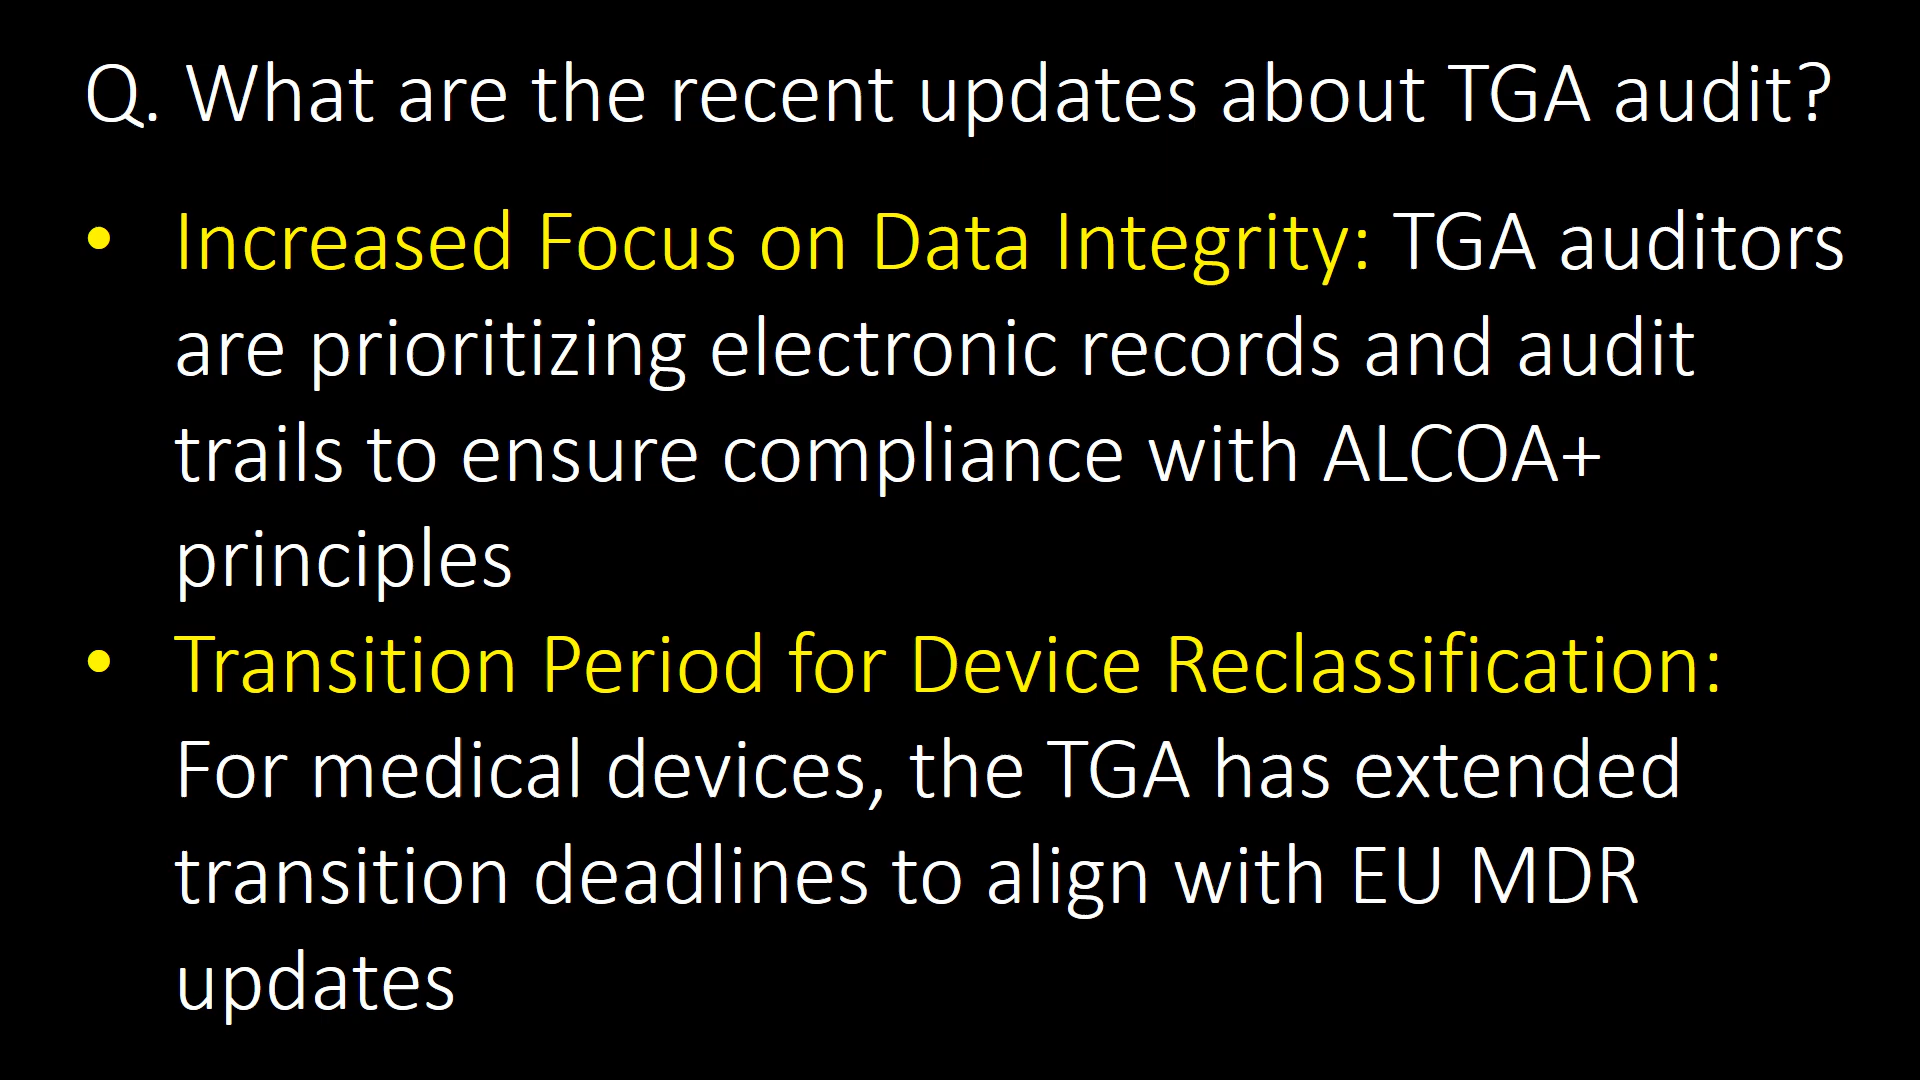 Q. What are the recent updates about TGA audit?
• Increased Focus on Data Integrity: TGA auditors
are prioritizing electronic records and audit
trails to ensure compliance with ALCOA+
principles
• Transition Period for Device Reclassification:
For medical devices, the TGA has extended
transition deadlines to align with EU MDR
updates